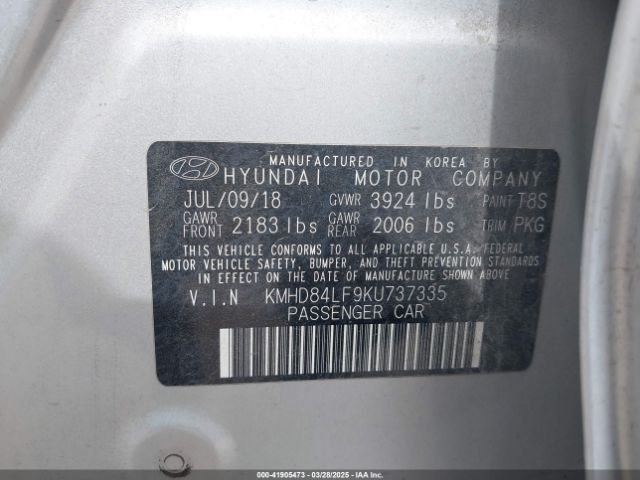 MANUFACTURED IN KOREA BY
HYUNDAI MOTOR COMPANY
JUL/09/18 GVWR 3924 lbs PAINT T8S
GAWR FRONT 2183 lbs GAWR REAR 2006 lbs TRIM PKG
THIS VEHICLE CONFORMS TO ALL APPLICABLE U.S.A. FEDERAL
MOTOR VEHICLE SAFETY, BUMPER, AND THEFT PREVENTION STANDARDS
IN EFFECT ON THE DATE OF MANUFACTURE SHOWN ABOVE
V.I.N KMHD84LF9KU737335
PASSENGER CAR
000-41905473 | 03/28/2025 | IAAI.COM